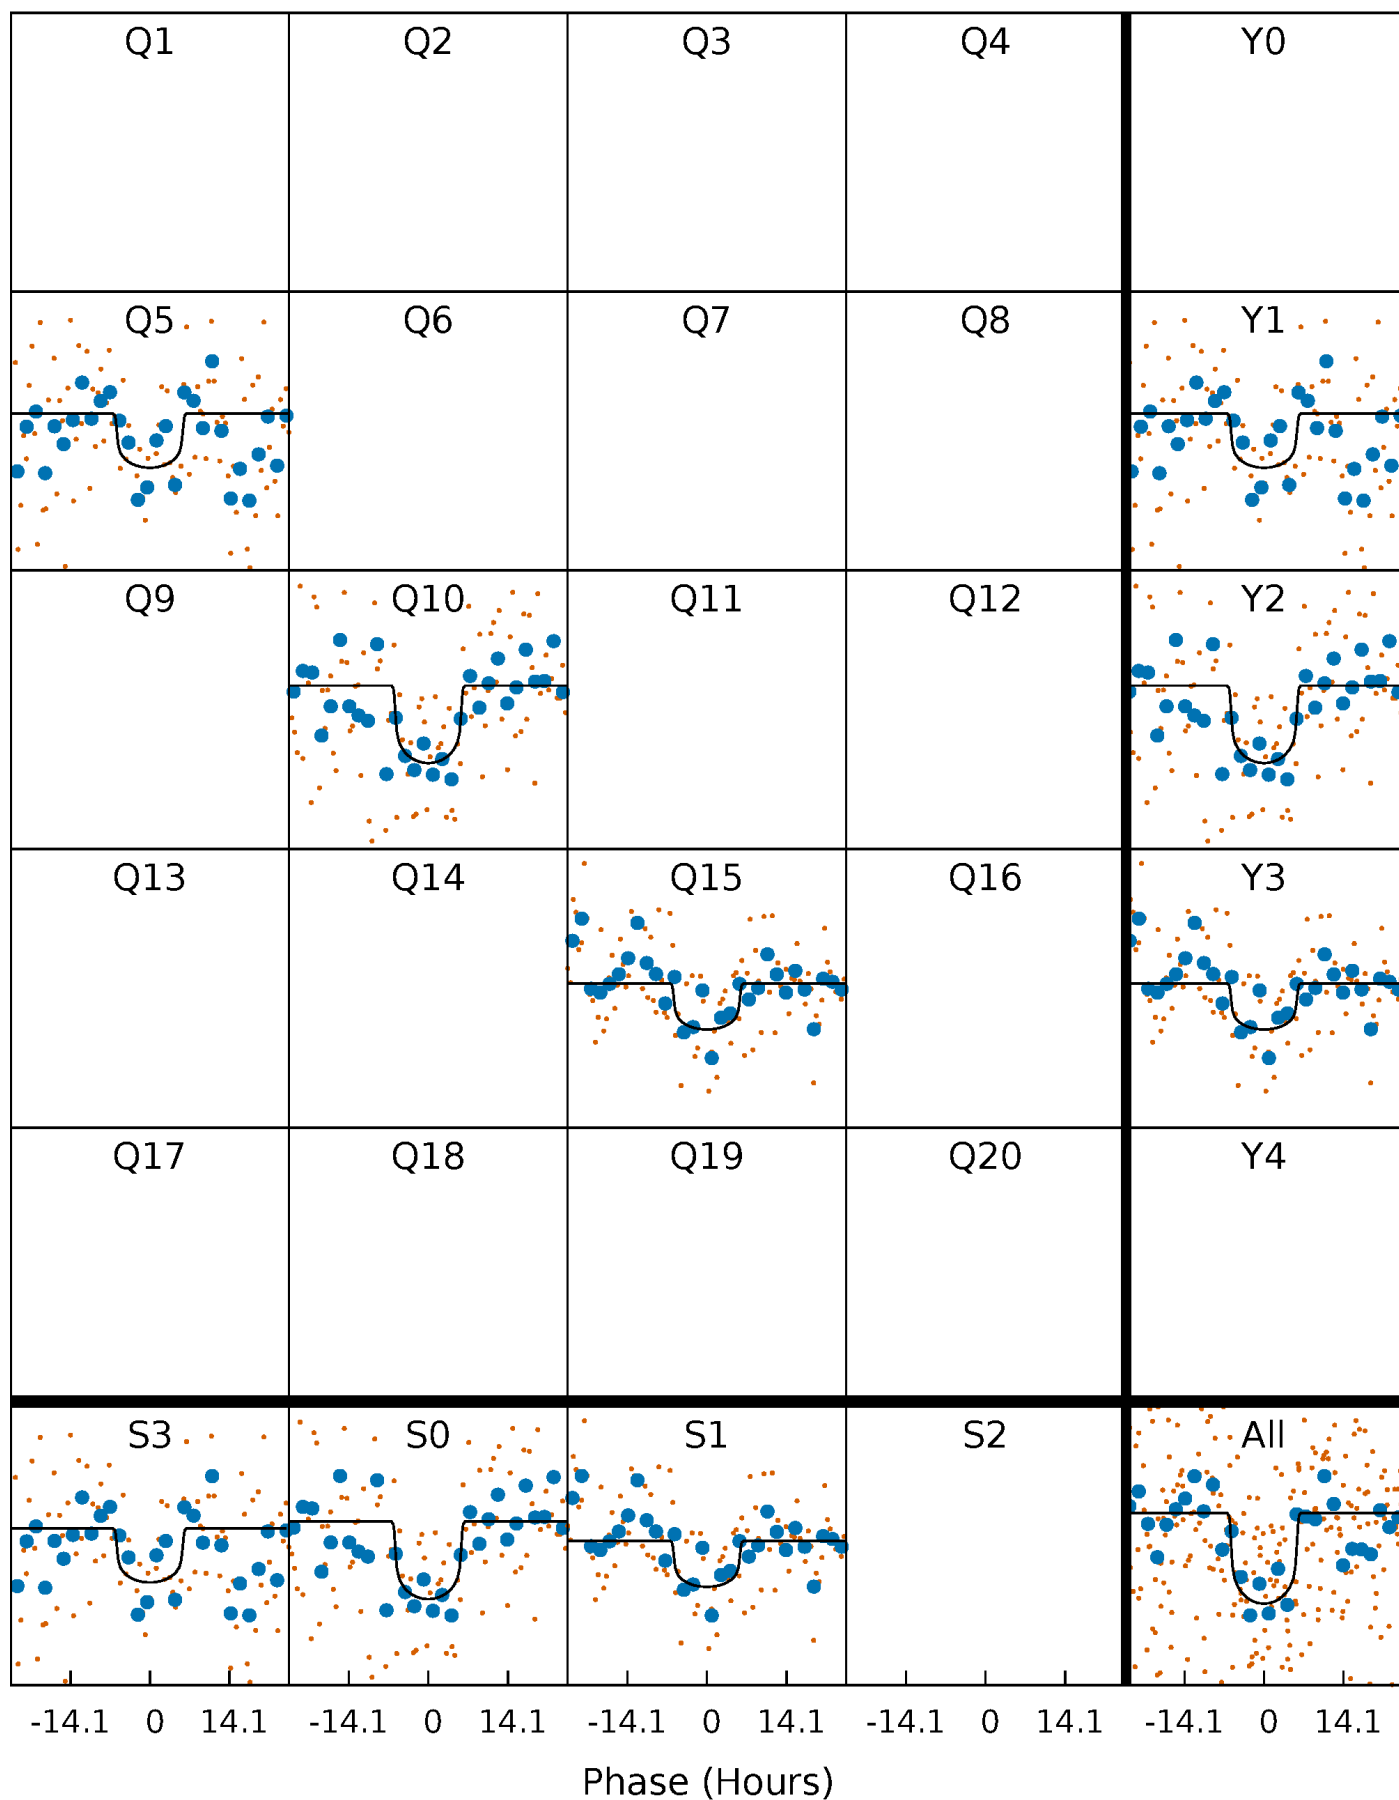 Q1 Q2 Q3 Q4 Y0
Q5 Q6 Q7 Q8 Y1
Q9 Q10 Q11 Q12 Y2
Q13 Q14 Q15 Q16 Y3
Q17 Q18 Q19 Q20 Y4
S3 S0 S1 S2 All
-14.1 0 14.1 -14.1 0 14.1 -14.1 0 14.1 -14.1 0 14.1 -14.1 0 14.1
Phase (Hours)